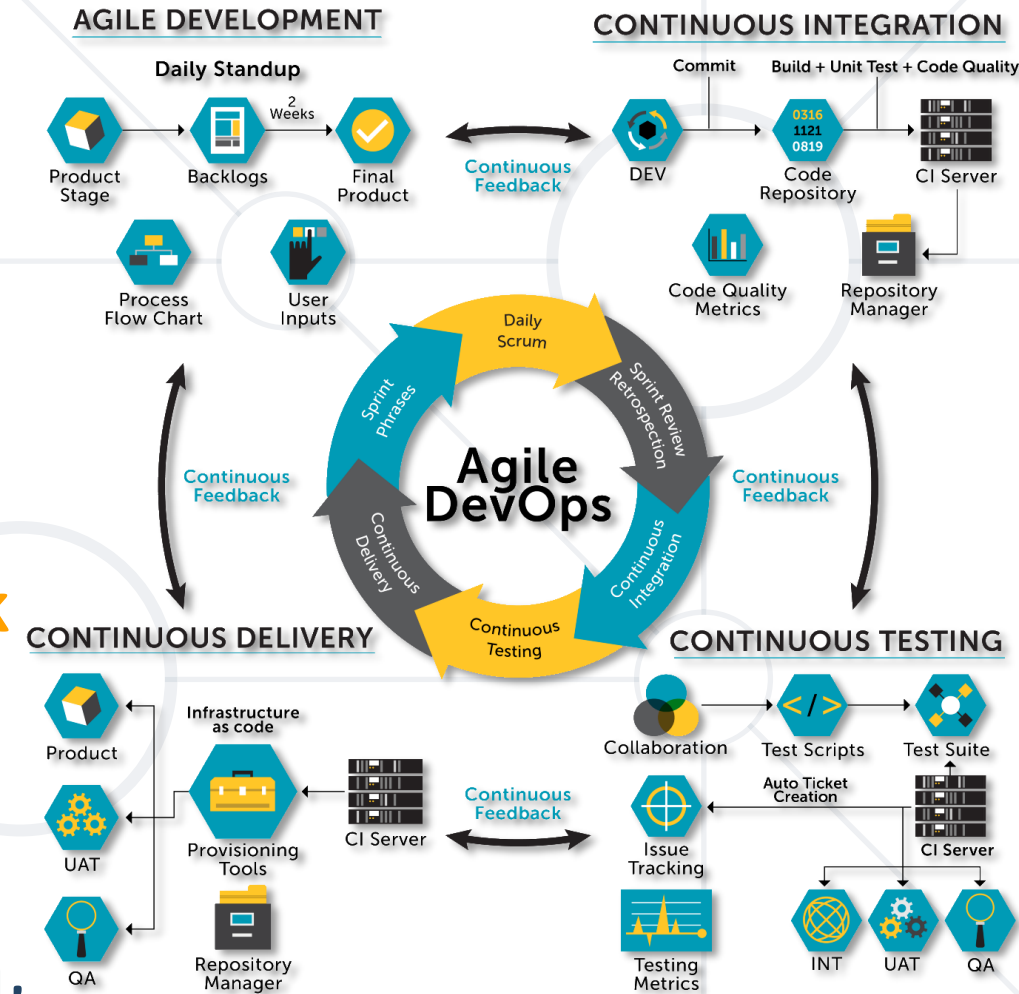 AGILE DEVELOPMENT
Daily Standup
2
Weeks
Product
Stage
Backlogs
Final
Product
Process
Flow Chart
User
Inputs
Continuous
Feedback
CONTINUOUS INTEGRATION
Commit
Build + Unit Test + Code Quality
0316
1121
0819
DEV
Code
Repository
CI Server
Code Quality
Metrics
Repository
Manager
Daily
Scrum
Sprint Review
Retrospection
Continuous
Integration
Continuous
Testing
Continuous
Delivery
Sprint
Phrases
Agile
DevOps
Continuous
Feedback
Continuous
Feedback
CONTINUOUS DELIVERY
Product
UAT
QA
Infrastructure
as code
Provisioning
Tools
Repository
Manager
CI Server
Continuous
Feedback
CONTINUOUS TESTING
Collaboration
</>
Test Scripts
Test Suite
Auto Ticket
Creation
Issue
Tracking
CI Server
Testing
Metrics
INT
UAT
QA